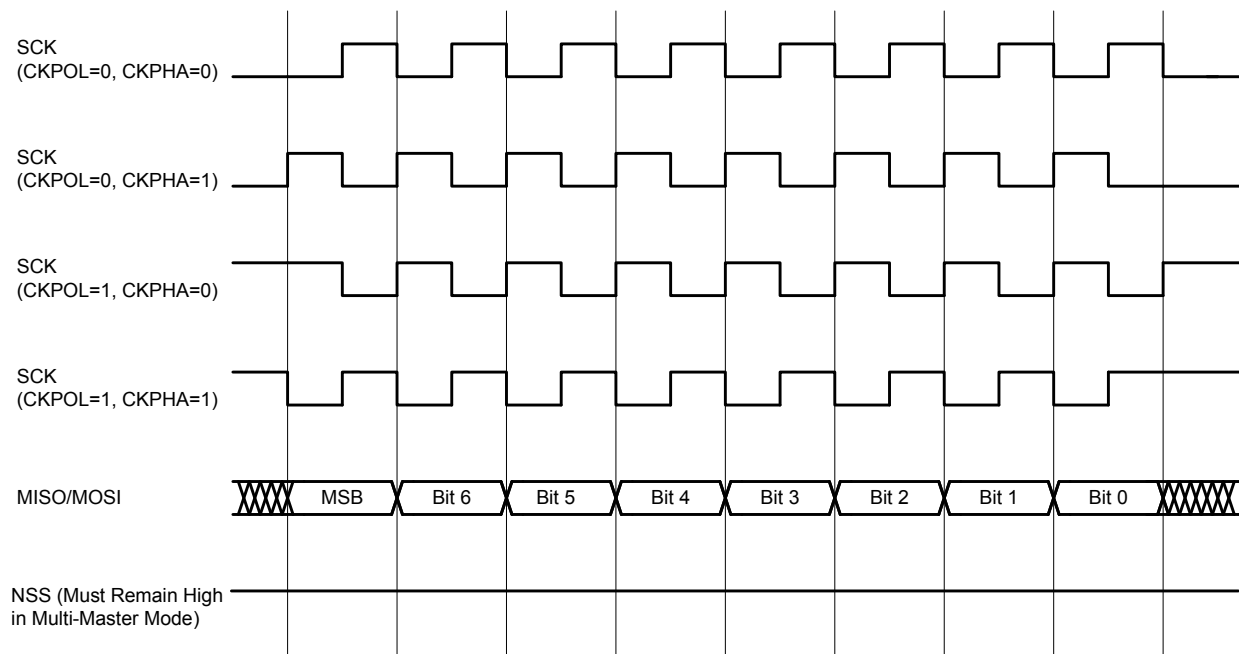 SCK
(CKPOL=0, CKPHA=0)
SCK
(CKPOL=0, CKPHA=1)
SCK
(CKPOL=1, CKPHA=0)
SCK
(CKPOL=1, CKPHA=1)
MISO/MOSI MSB Bit 6 Bit 5 Bit 4 Bit 3 Bit 2 Bit 1 Bit 0
NSS (Must Remain High
in Multi-Master Mode)